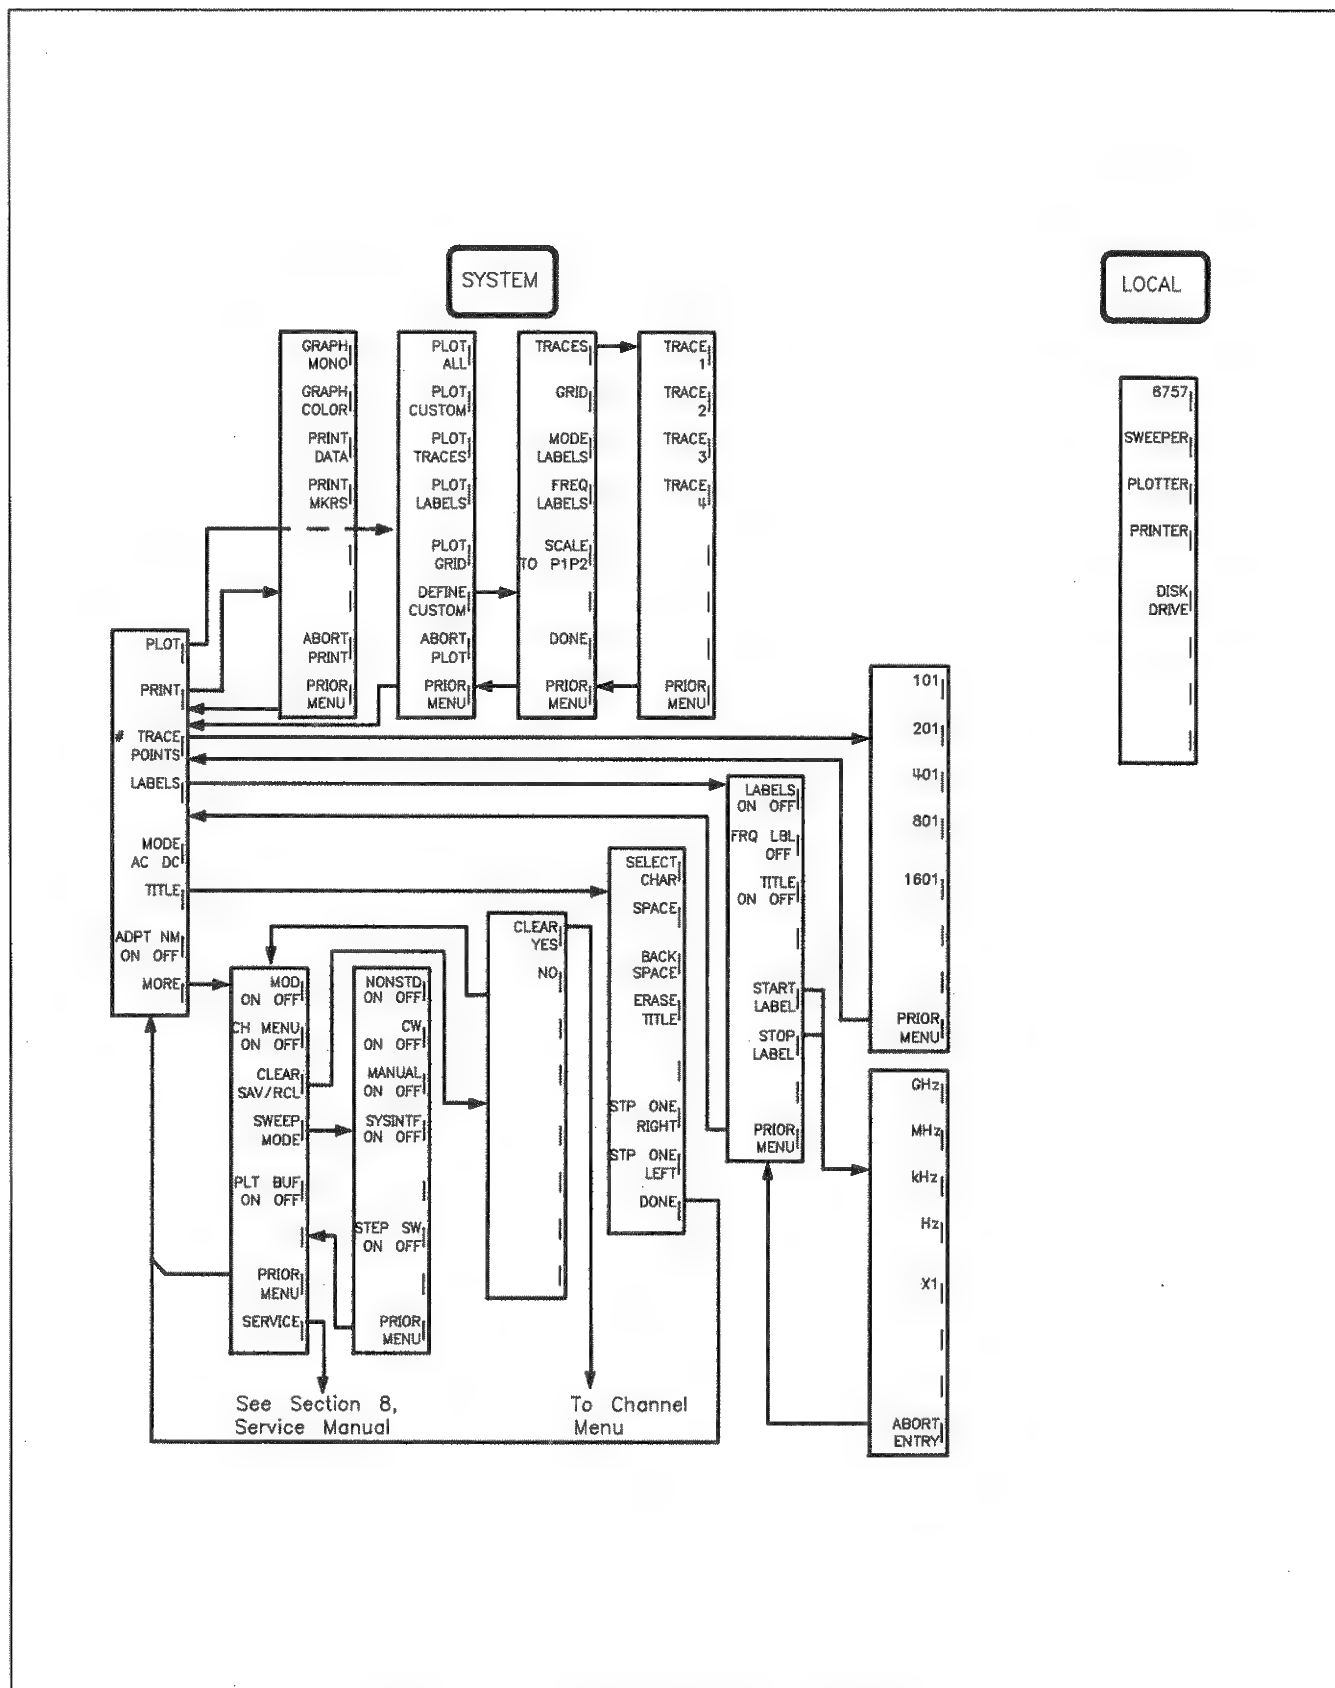 SYSTEM
LOCAL
GRAPH
MONO
GRAPH
COLOR
PRINT
DATA
PRINT
MKRS
ABORT
PRINT
PRIOR
MENU
PLOT
ALL
PLOT
CUSTOM
PLOT
TRACES
PLOT
LABELS
PLOT
GRID
DEFINE
CUSTOM
ABORT
PLOT
PRIOR
MENU
TRACES
GRID
MODE
LABELS
FREQ
LABELS
SCALE
TO P1P2
DONE
PRIOR
MENU
TRACE
1
TRACE
2
TRACE
3
TRACE
4
PRIOR
MENU
8757
SWEEPER
PLOTTER
PRINTER
DISK
DRIVE
PLOT
PRINT
# TRACE
POINTS
LABELS
MODE
AC DC
TITLE
ADPT NM
ON OFF
MORE
101
201
401
801
1601
PRIOR
MENU
LABELS
ON OFF
FRQ LBL
OFF
TITLE
ON OFF
START
LABEL
STOP
LABEL
PRIOR
MENU
SELECT
CHAR
SPACE
BACK
SPACE
ERASE
TITLE
STP ONE
RIGHT
STP ONE
LEFT
DONE
CLEAR
YES
NO
MOD
ON OFF
CH MENU
ON OFF
CLEAR
SAV/RCL
SWEEP
MODE
PLT BUF
ON OFF
PRIOR
MENU
SERVICE
NONSTD
ON OFF
CW
ON OFF
MANUAL
ON OFF
SYSINTF
ON OFF
STEP SW
ON OFF
PRIOR
MENU
GHz
MHz
kHz
Hz
X1
ABORT
ENTRY
See Section 8,
Service Manual
To Channel
Menu